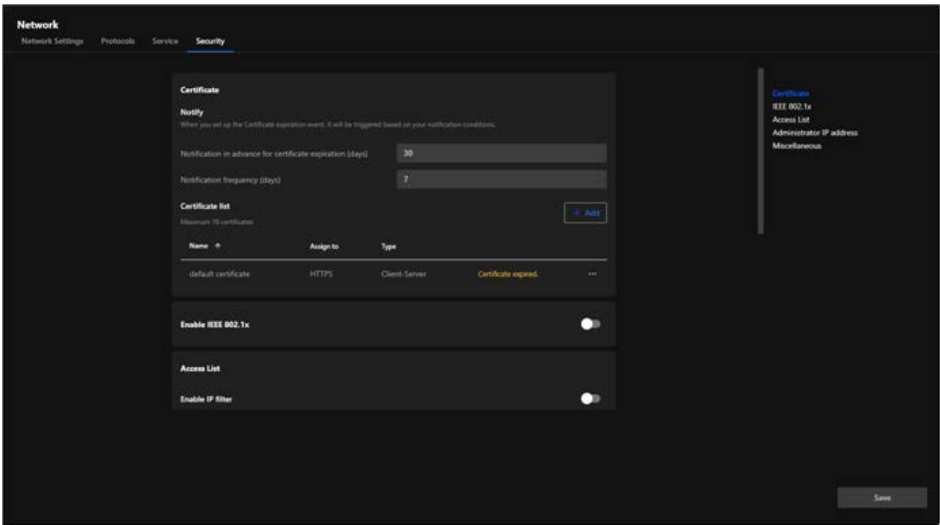 Network
Network Settings Protocols Service Security
Certificate
Notify
When you set up the Certificate expiration event, it will be triggered based on your notification conditions.
Notification in advance for certificate expiration (days) 30
Notification frequency (days) 7
Certificate list
+ Add
Maximum 10 certificates
Name ↑ Assign to Type
default certificate HTTPS Client-Server Certificate expired. ...
Enable IEEE 802.1x
Access List
Enable IP filter
Certificate
IEEE 802.1x
Access List
Administrator IP address
Miscellaneous
Save